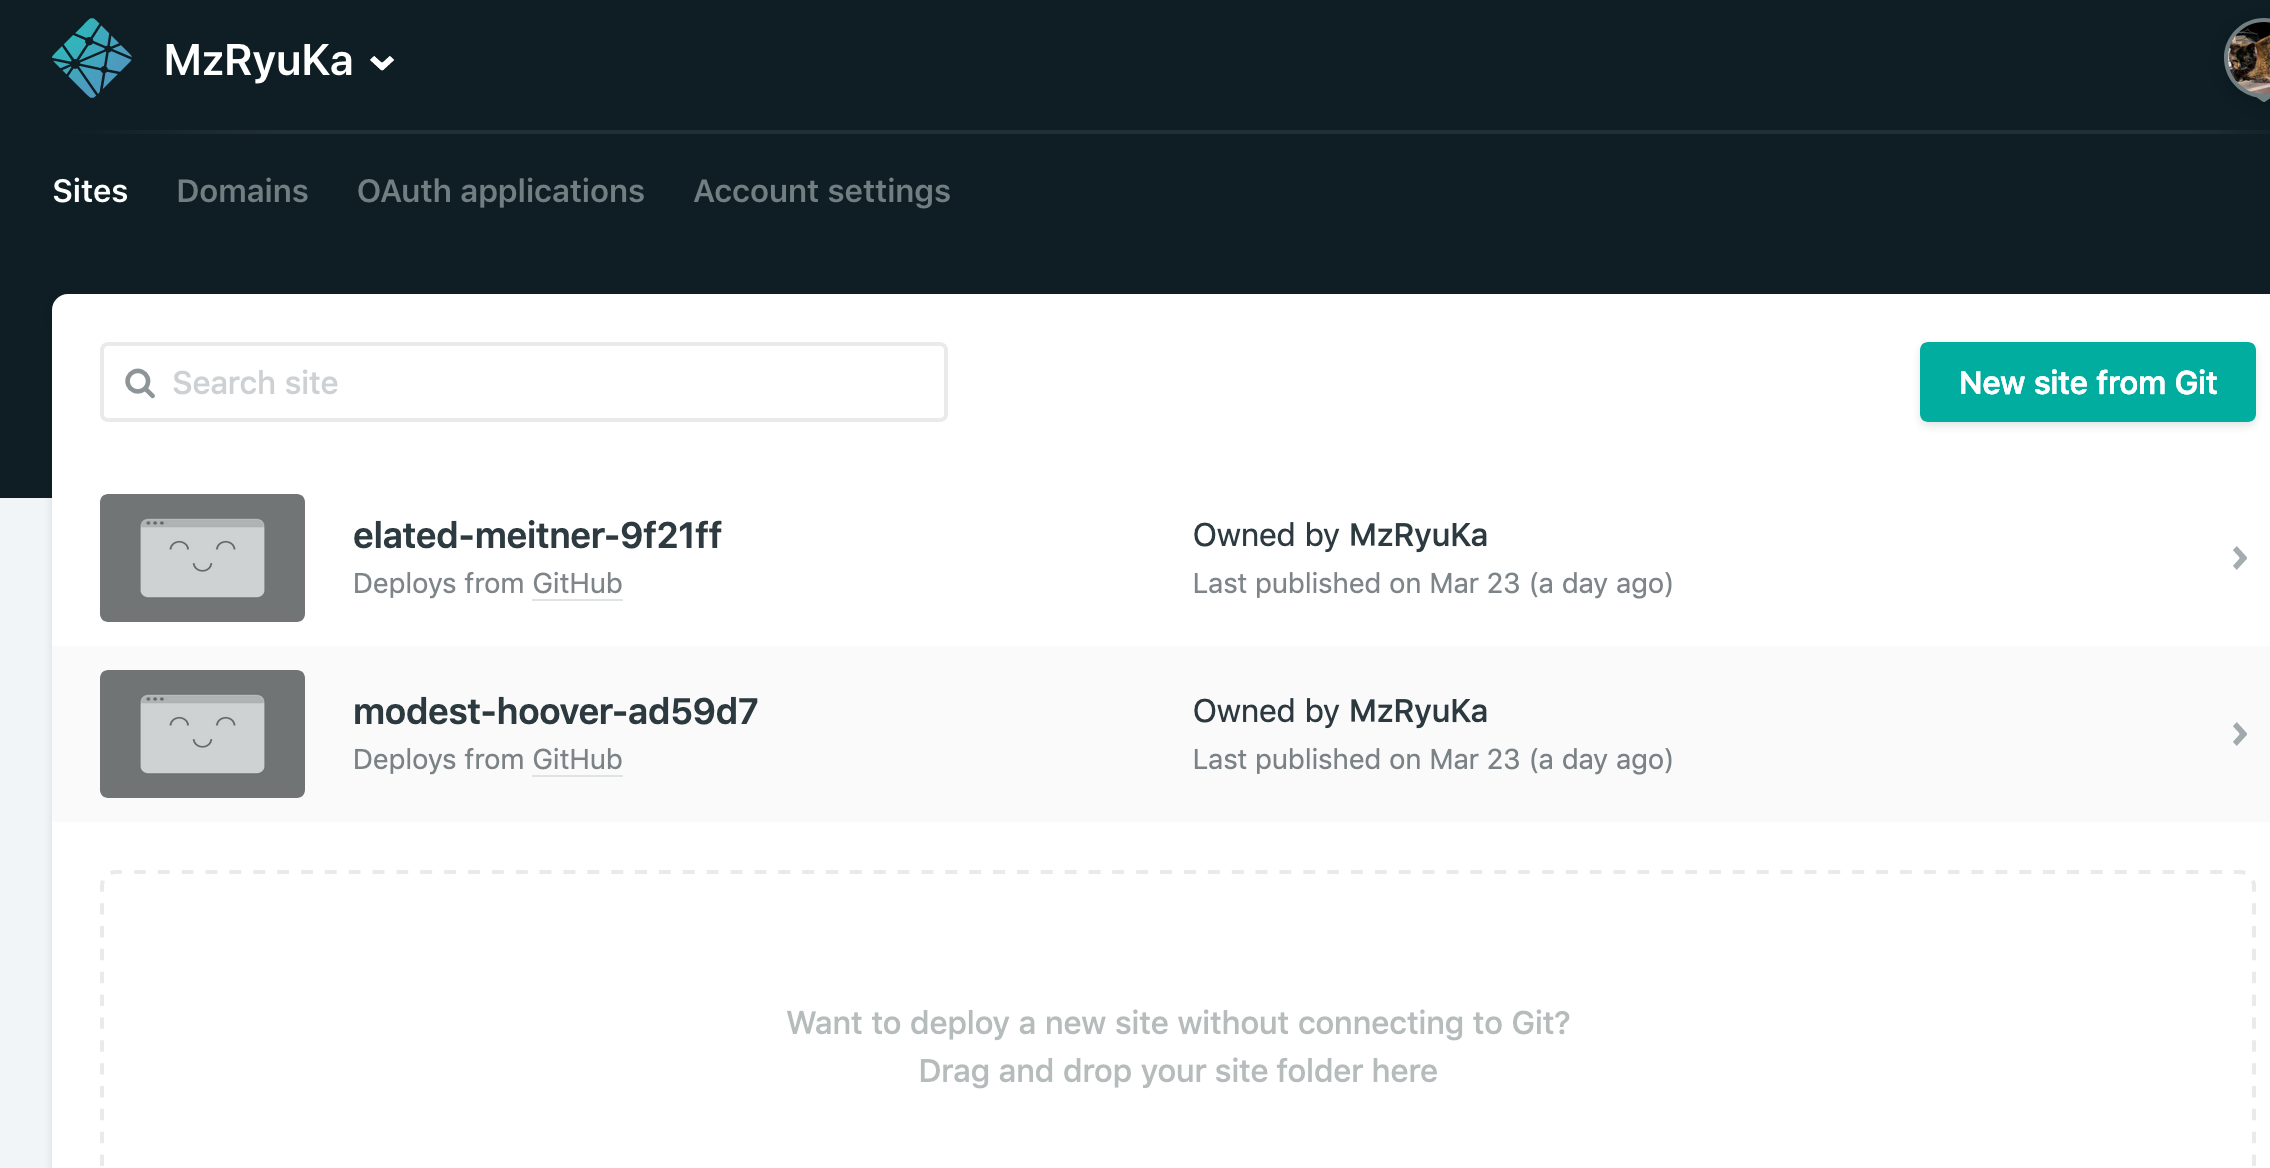 MzRyuKa
Sites Domains OAuth applications Account settings
Search site
New site from Git
elated-meitner-9f21ff
Deploys from GitHub
Owned by MzRyuKa
Last published on Mar 23 (a day ago)
modest-hoover-ad59d7
Deploys from GitHub
Owned by MzRyuKa
Last published on Mar 23 (a day ago)
Want to deploy a new site without connecting to Git?
Drag and drop your site folder here